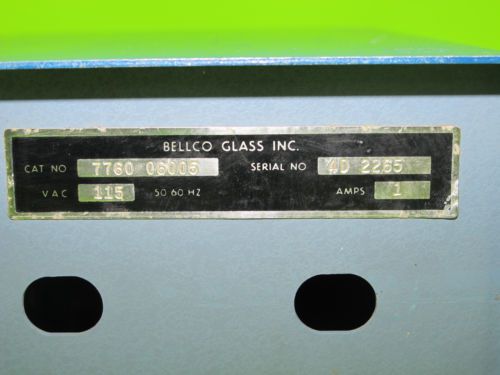 BELLCO GLASS INC.
CAT NO 7760 06005 SERIAL NO 4D 2265
VAC 115 50 60 HZ AMPS 1